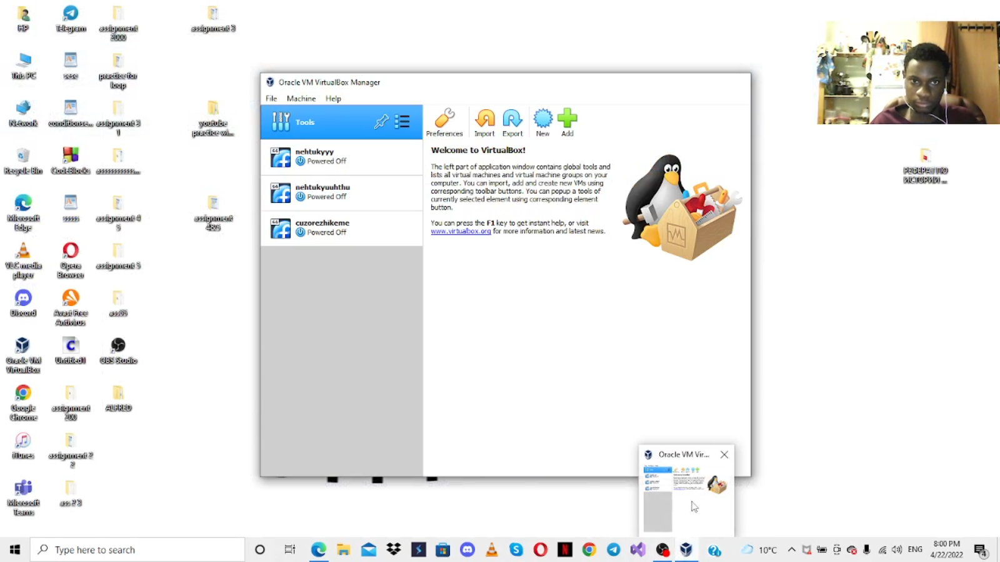 HP
Telegram
assignment
2000
assignment 3
This PC
sese
practice for
loop
Network
conditionse...
assignment 3
1
youtube
practice wi...
Recycle Bin
CodeBlocks
Microsoft
Edge
sssss
assignment 4
5
assignment
VLC media
player
Opera
Browser
assignment 5
Discord
Avast Free
Antivirus
ass55
Oracle VM
VirtualBox
Untitled1
OBS Studio
Google
Chrome
assignment
200
ALFRED
iTunes
assignment 2
2
Microsoft
Teams
ass 2 3
Oracle VM VirtualBox Manager
File Machine Help
Tools
nehtukyyy
Powered Off
nehtukyuuhthu
Powered Off
cuzorezhikeme
Powered Off
Preferences Import Export New Add
Welcome to VirtualBox!
The left part of application window contains global tools and
lists all virtual machines and virtual machine groups on your
computer. You can import, add and create new VMs using
corresponding toolbar buttons. You can popup a tools of
currently selected element using corresponding element
button.
You can press the F1 key to get instant help, or visit
www.virtualbox.org for more information and latest news.
РЕФЕРАТ ПО
ИСТОРИИ ...
Oracle VM Vir...
Type here to search
10°C
ENG
8:00 PM
4/22/2022
4